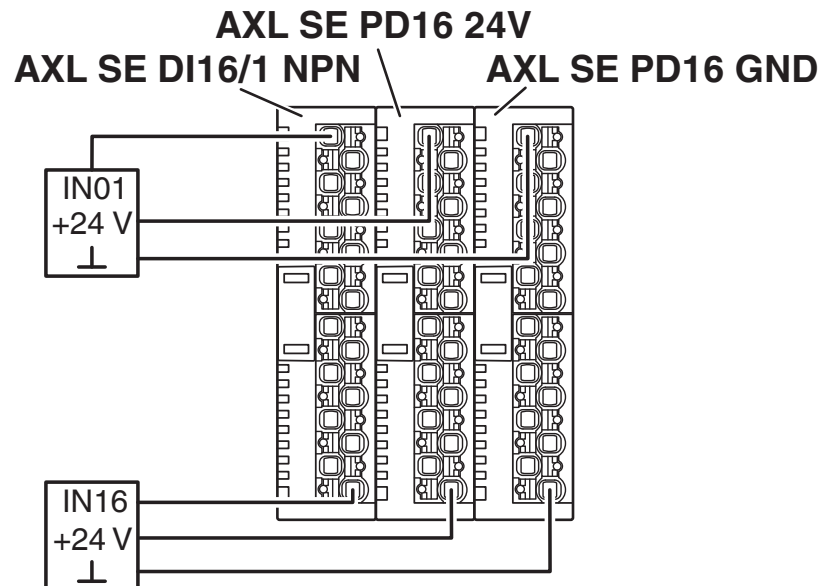 AXL SE PD16 24V
AXL SE DI16/1 NPN
AXL SE PD16 GND
IN01
+24 V
IN16
+24 V